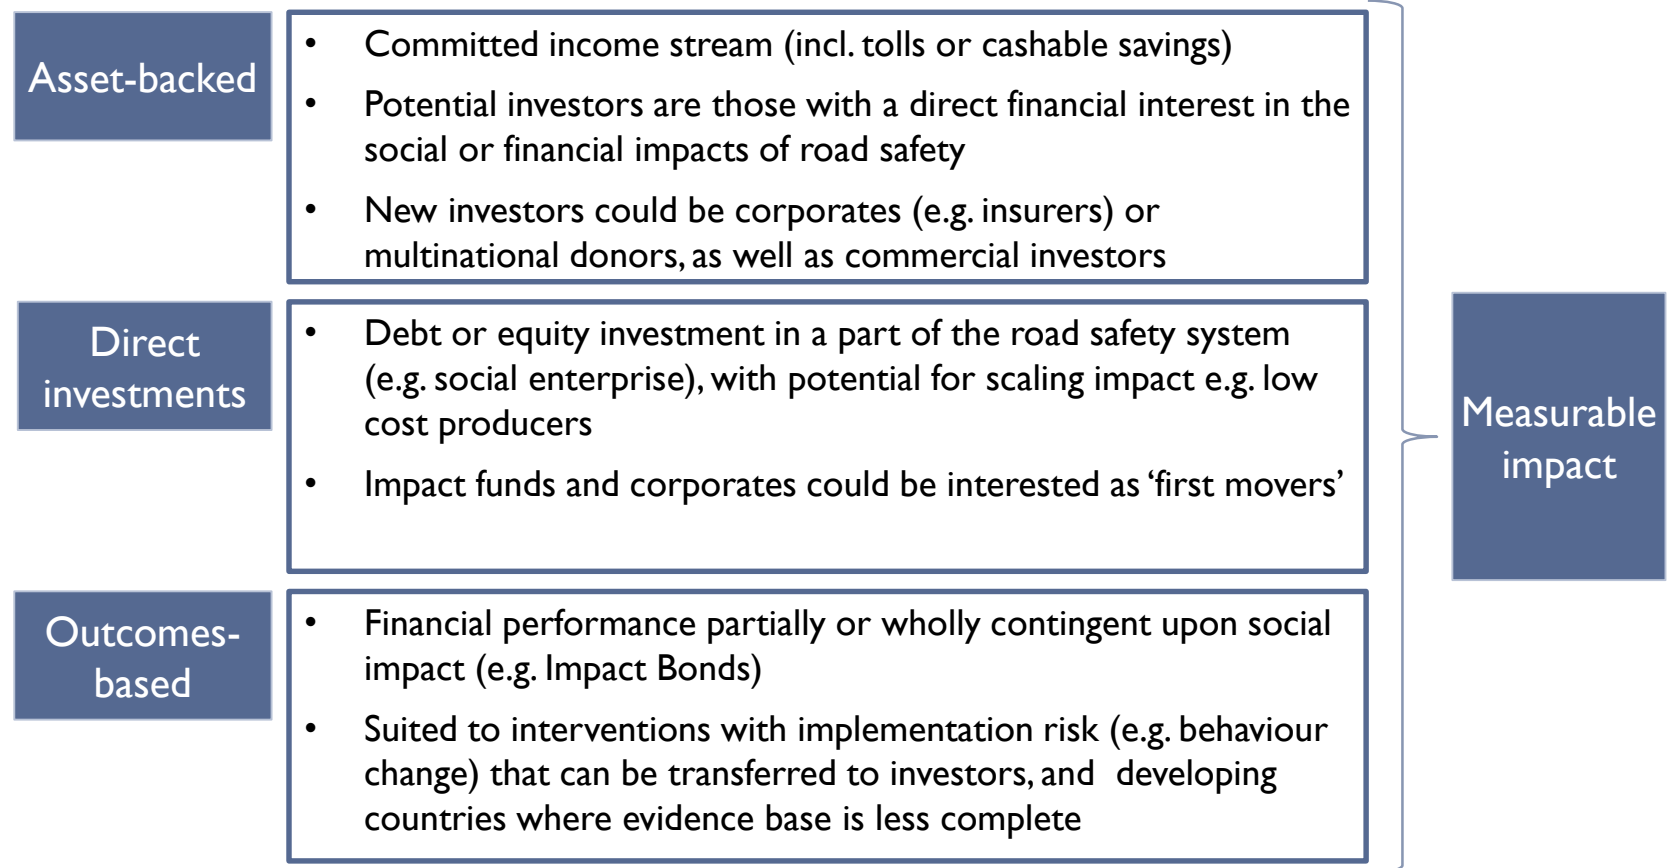 Asset-backed
• Committed income stream (incl. tolls or cashable savings)
• Potential investors are those with a direct financial interest in the
social or financial impacts of road safety
• New investors could be corporates (e.g. insurers) or
multinational donors, as well as commercial investors
Direct
investments
• Debt or equity investment in a part of the road safety system
(e.g. social enterprise), with potential for scaling impact e.g. low
cost producers
• Impact funds and corporates could be interested as ‘first movers’
Outcomes-
based
• Financial performance partially or wholly contingent upon social
impact (e.g. Impact Bonds)
• Suited to interventions with implementation risk (e.g. behaviour
change) that can be transferred to investors, and developing
countries where evidence base is less complete
Measurable
impact